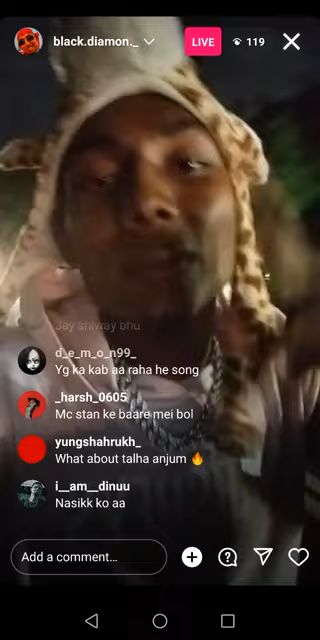 black.diamon._
LIVE
119
Jay shivray bhu
d_e_m_o_n99_
Yg ka kab aa raha he song
_harsh_0605
Mc stan ke baare mei bol
yungshahrukh_
What about talha anjum 🔥
i__am__dinuu
Nasikk ko aa
Add a comment...